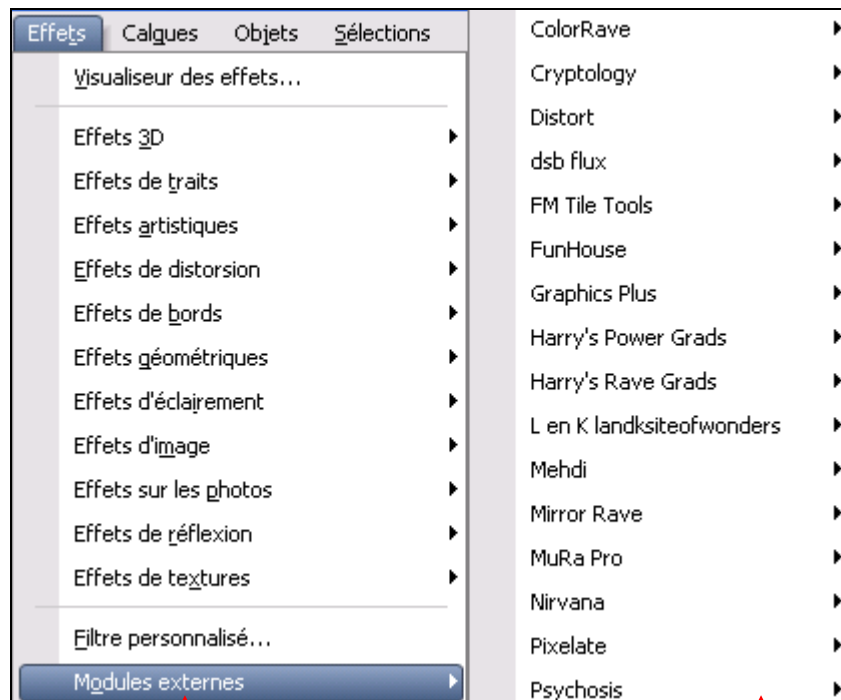 Effets Calques Objets Sélections
Visualiseur des effets...
Effets 3D
Effets de traits
Effets artistiques
Effets de distorsion
Effets de bords
Effets géométriques
Effets d'éclairement
Effets d'image
Effets sur les photos
Effets de réflexion
Effets de textures
Filtre personnalisé...
Modules externes
ColorRave
Cryptology
Distort
dsb flux
FM Tile Tools
FunHouse
Graphics Plus
Harry's Power Grads
Harry's Rave Grads
L en K landksiteofwonders
Mehdi
Mirror Rave
MuRa Pro
Nirvana
Pixelate
Psychosis